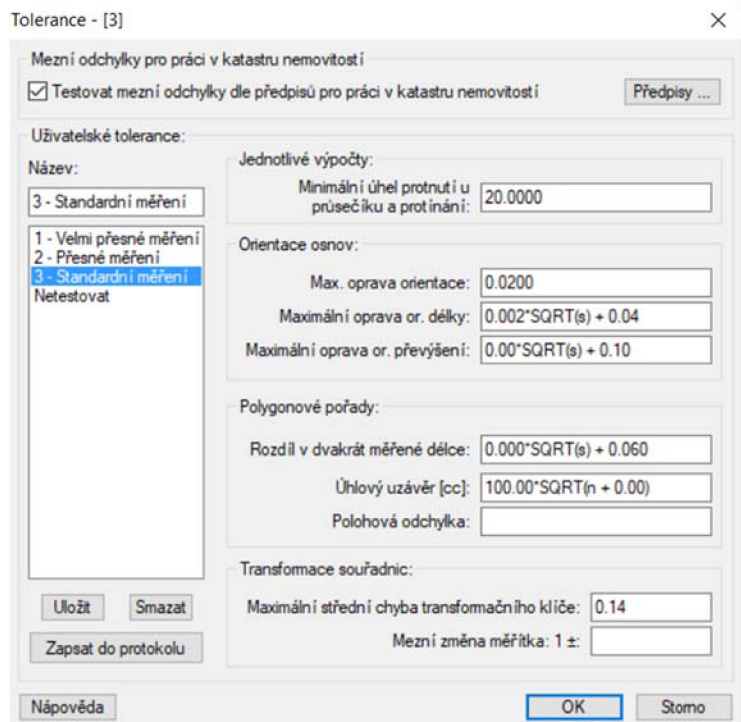 Tolerance - [3]
Mezní odchylky pro práci v katastru nemovitostí
Testovat mezní odchylky dle předpisů pro práci v katastru nemovitostí
Předpisy ...
Uživatelské tolerance:
Název:
3 - Standardní měření
1 - Velmi přesné měření
2 - Přesné měření
3 - Standardní měření
Netestovat
Uložit
Smazat
Zapsat do protokolu
Jednotlivé výpočty:
Minimální úhel protnutí u
průsečíku a protínání:
20.0000
Orientace osnov:
Max. oprava orientace:
0.0200
Maximální oprava or. délky:
0.002*SQRT(s) + 0.04
Maximální oprava or. převýšení:
0.00*SQRT(s) + 0.10
Polygonové pořady:
Rozdíl v dvakrát měřené délce:
0.000*SQRT(s) + 0.060
Úhlový uzávěr [cc]:
100.00*SQRT(n + 0.00)
Polohová odchylka:
Transformace souřadnic:
Maximální střední chyba transformačního klíče:
0.14
Mezní změna měřítka: 1 ±:
Nápověda
OK
Storno